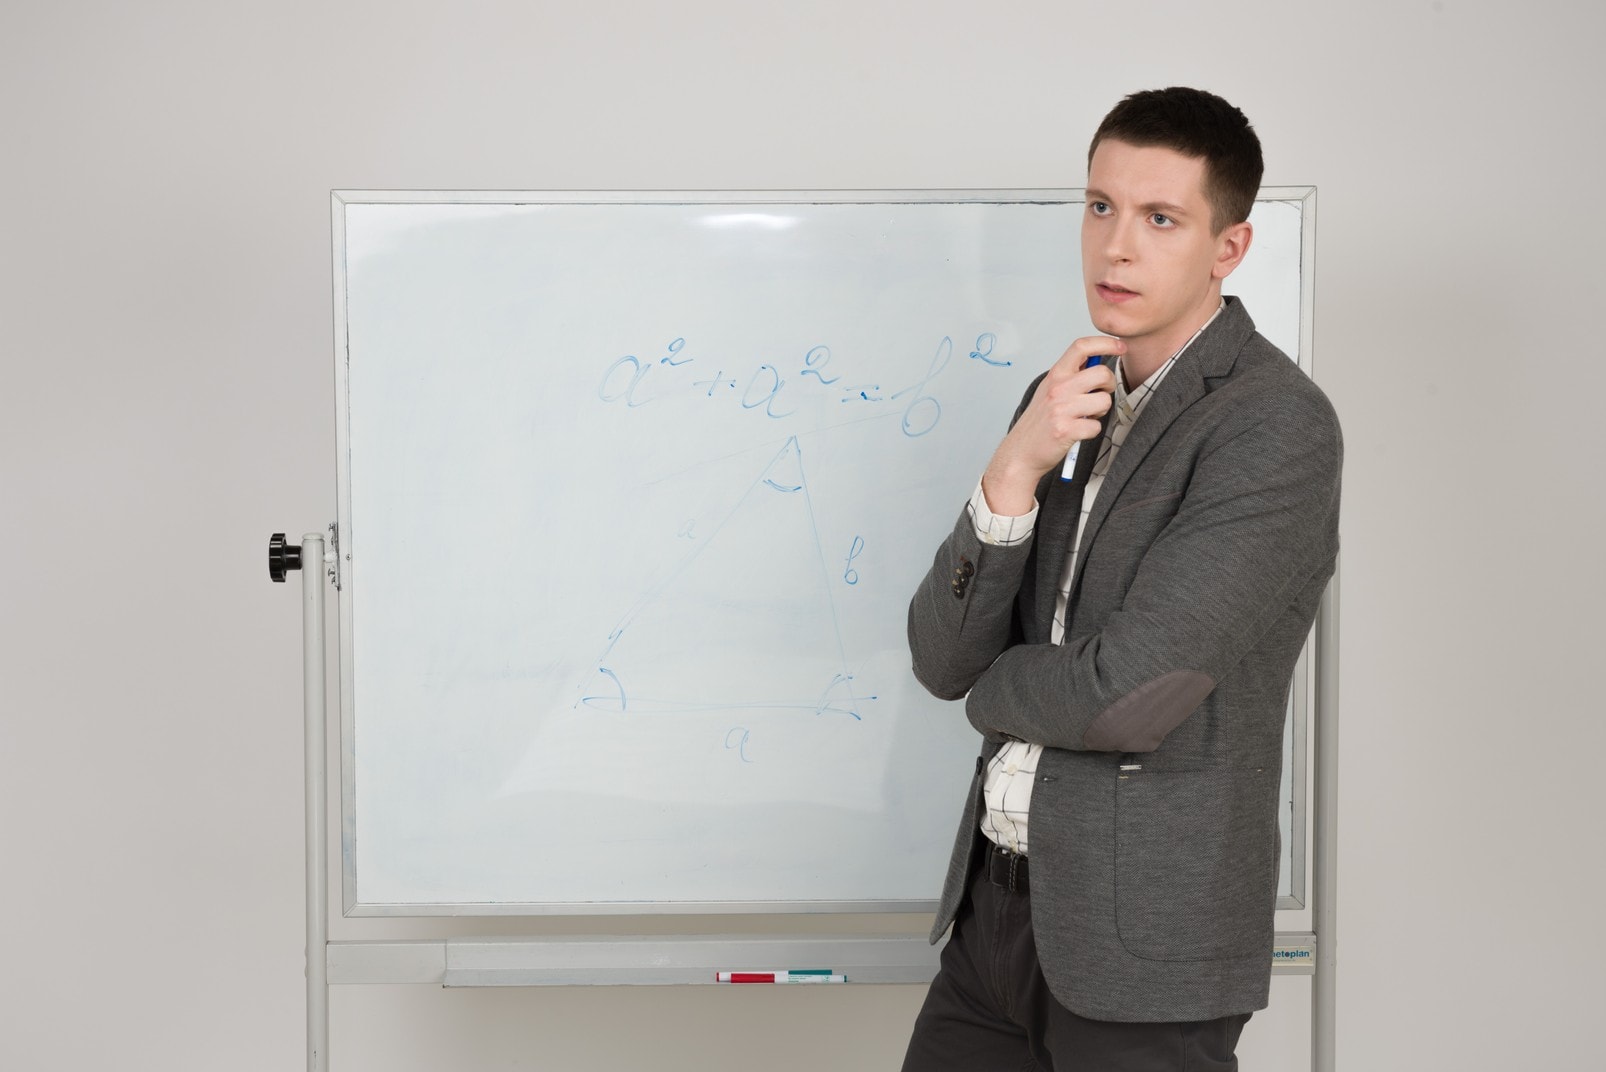 a² + a² = b²
a
b
a